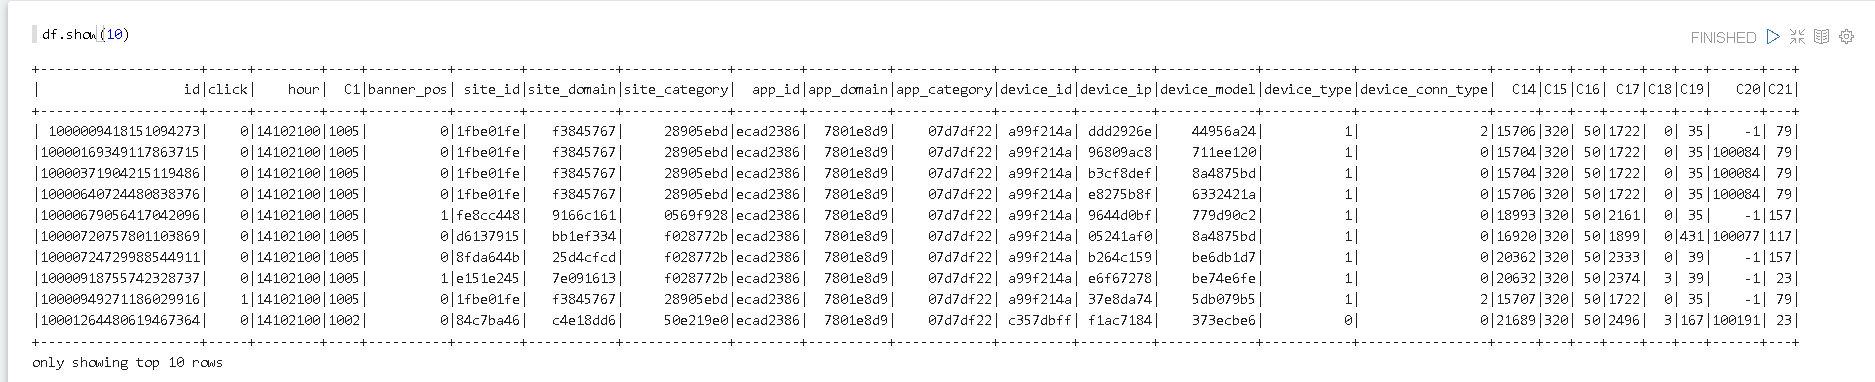 df.show(10)
FINISHED
+-------------------+-----+--------+----+----------+--------+-----------+-------------+--------+----------+------------+---------+---------+------------+-----------+----------------+-----+---+---+----+---+---+------+---+
|                 id|click|    hour|  C1|banner_pos| site_id|site_domain|site_category|  app_id|app_domain|app_category|device_id|device_ip|device_model|device_type|device_conn_type|  C14|C15|C16| C17|C18|C19|   C20|C21|
+-------------------+-----+--------+----+----------+--------+-----------+-------------+--------+----------+------------+---------+---------+------------+-----------+----------------+-----+---+---+----+---+---+------+---+
| 1000009418151094273|    0|14102100|1005|         0|1fbe01fe|   f3845767|     28905ebd|ecad2386|  7801e8d9|    07d7df22| a99f214a| ddd2926e|    44956a24|          1|               2|15706|320| 50|1722|  0| 35|    -1| 79|
|10000169349117863715|    0|14102100|1005|         0|1fbe01fe|   f3845767|     28905ebd|ecad2386|  7801e8d9|    07d7df22| a99f214a| 96809ac8|    711ee120|          1|               0|15704|320| 50|1722|  0| 35|100084| 79|
|10000371904215119486|    0|14102100|1005|         0|1fbe01fe|   f3845767|     28905ebd|ecad2386|  7801e8d9|    07d7df22| a99f214a| b3cf8def|    8a4875bd|          1|               0|15704|320| 50|1722|  0| 35|100084| 79|
|10000640724480838376|    0|14102100|1005|         0|1fbe01fe|   f3845767|     28905ebd|ecad2386|  7801e8d9|    07d7df22| a99f214a| e8275b8f|    6332421a|          1|               0|15706|320| 50|1722|  0| 35|100084| 79|
|10000679056417042096|    0|14102100|1005|         1|fe8cc448|   9166c161|     0569f928|ecad2386|  7801e8d9|    07d7df22| a99f214a| 9644d0bf|    779d90c2|          1|               0|18993|320| 50|2161|  0| 35|    -1|157|
|10000720757801103869|    0|14102100|1005|         0|d6137915|   bb1ef334|     f028772b|ecad2386|  7801e8d9|    07d7df22| a99f214a| 05241af0|    8a4875bd|          1|               0|16920|320| 50|1899|  0|431|100077|117|
|10000724729988544911|    0|14102100|1005|         0|8fda644b|   25d4cfcd|     f028772b|ecad2386|  7801e8d9|    07d7df22| a99f214a| b264c159|    be6db1d7|          1|               0|20362|320| 50|2333|  0| 39|    -1|157|
|10000918755742328737|    0|14102100|1005|         1|e151e245|   7e091613|     f028772b|ecad2386|  7801e8d9|    07d7df22| a99f214a| e6f67278|    be74e6fe|          1|               0|20632|320| 50|2374|  3| 39|    -1| 23|
|10000949271186029916|    1|14102100|1005|         0|1fbe01fe|   f3845767|     28905ebd|ecad2386|  7801e8d9|    07d7df22| a99f214a| 37e8da74|    5db079b5|          1|               2|15707|320| 50|1722|  0| 35|    -1| 79|
|10001264480619467364|    0|14102100|1002|         0|84c7ba46|   c4e18dd6|     50e219e0|ecad2386|  7801e8d9|    07d7df22| c357dbff| f1ac7184|    373ecbe6|          0|               0|21689|320| 50|2496|  3|167|100191| 23|
+-------------------+-----+--------+----+----------+--------+-----------+-------------+--------+----------+------------+---------+---------+------------+-----------+----------------+-----+---+---+----+---+---+------+---+
only showing top 10 rows